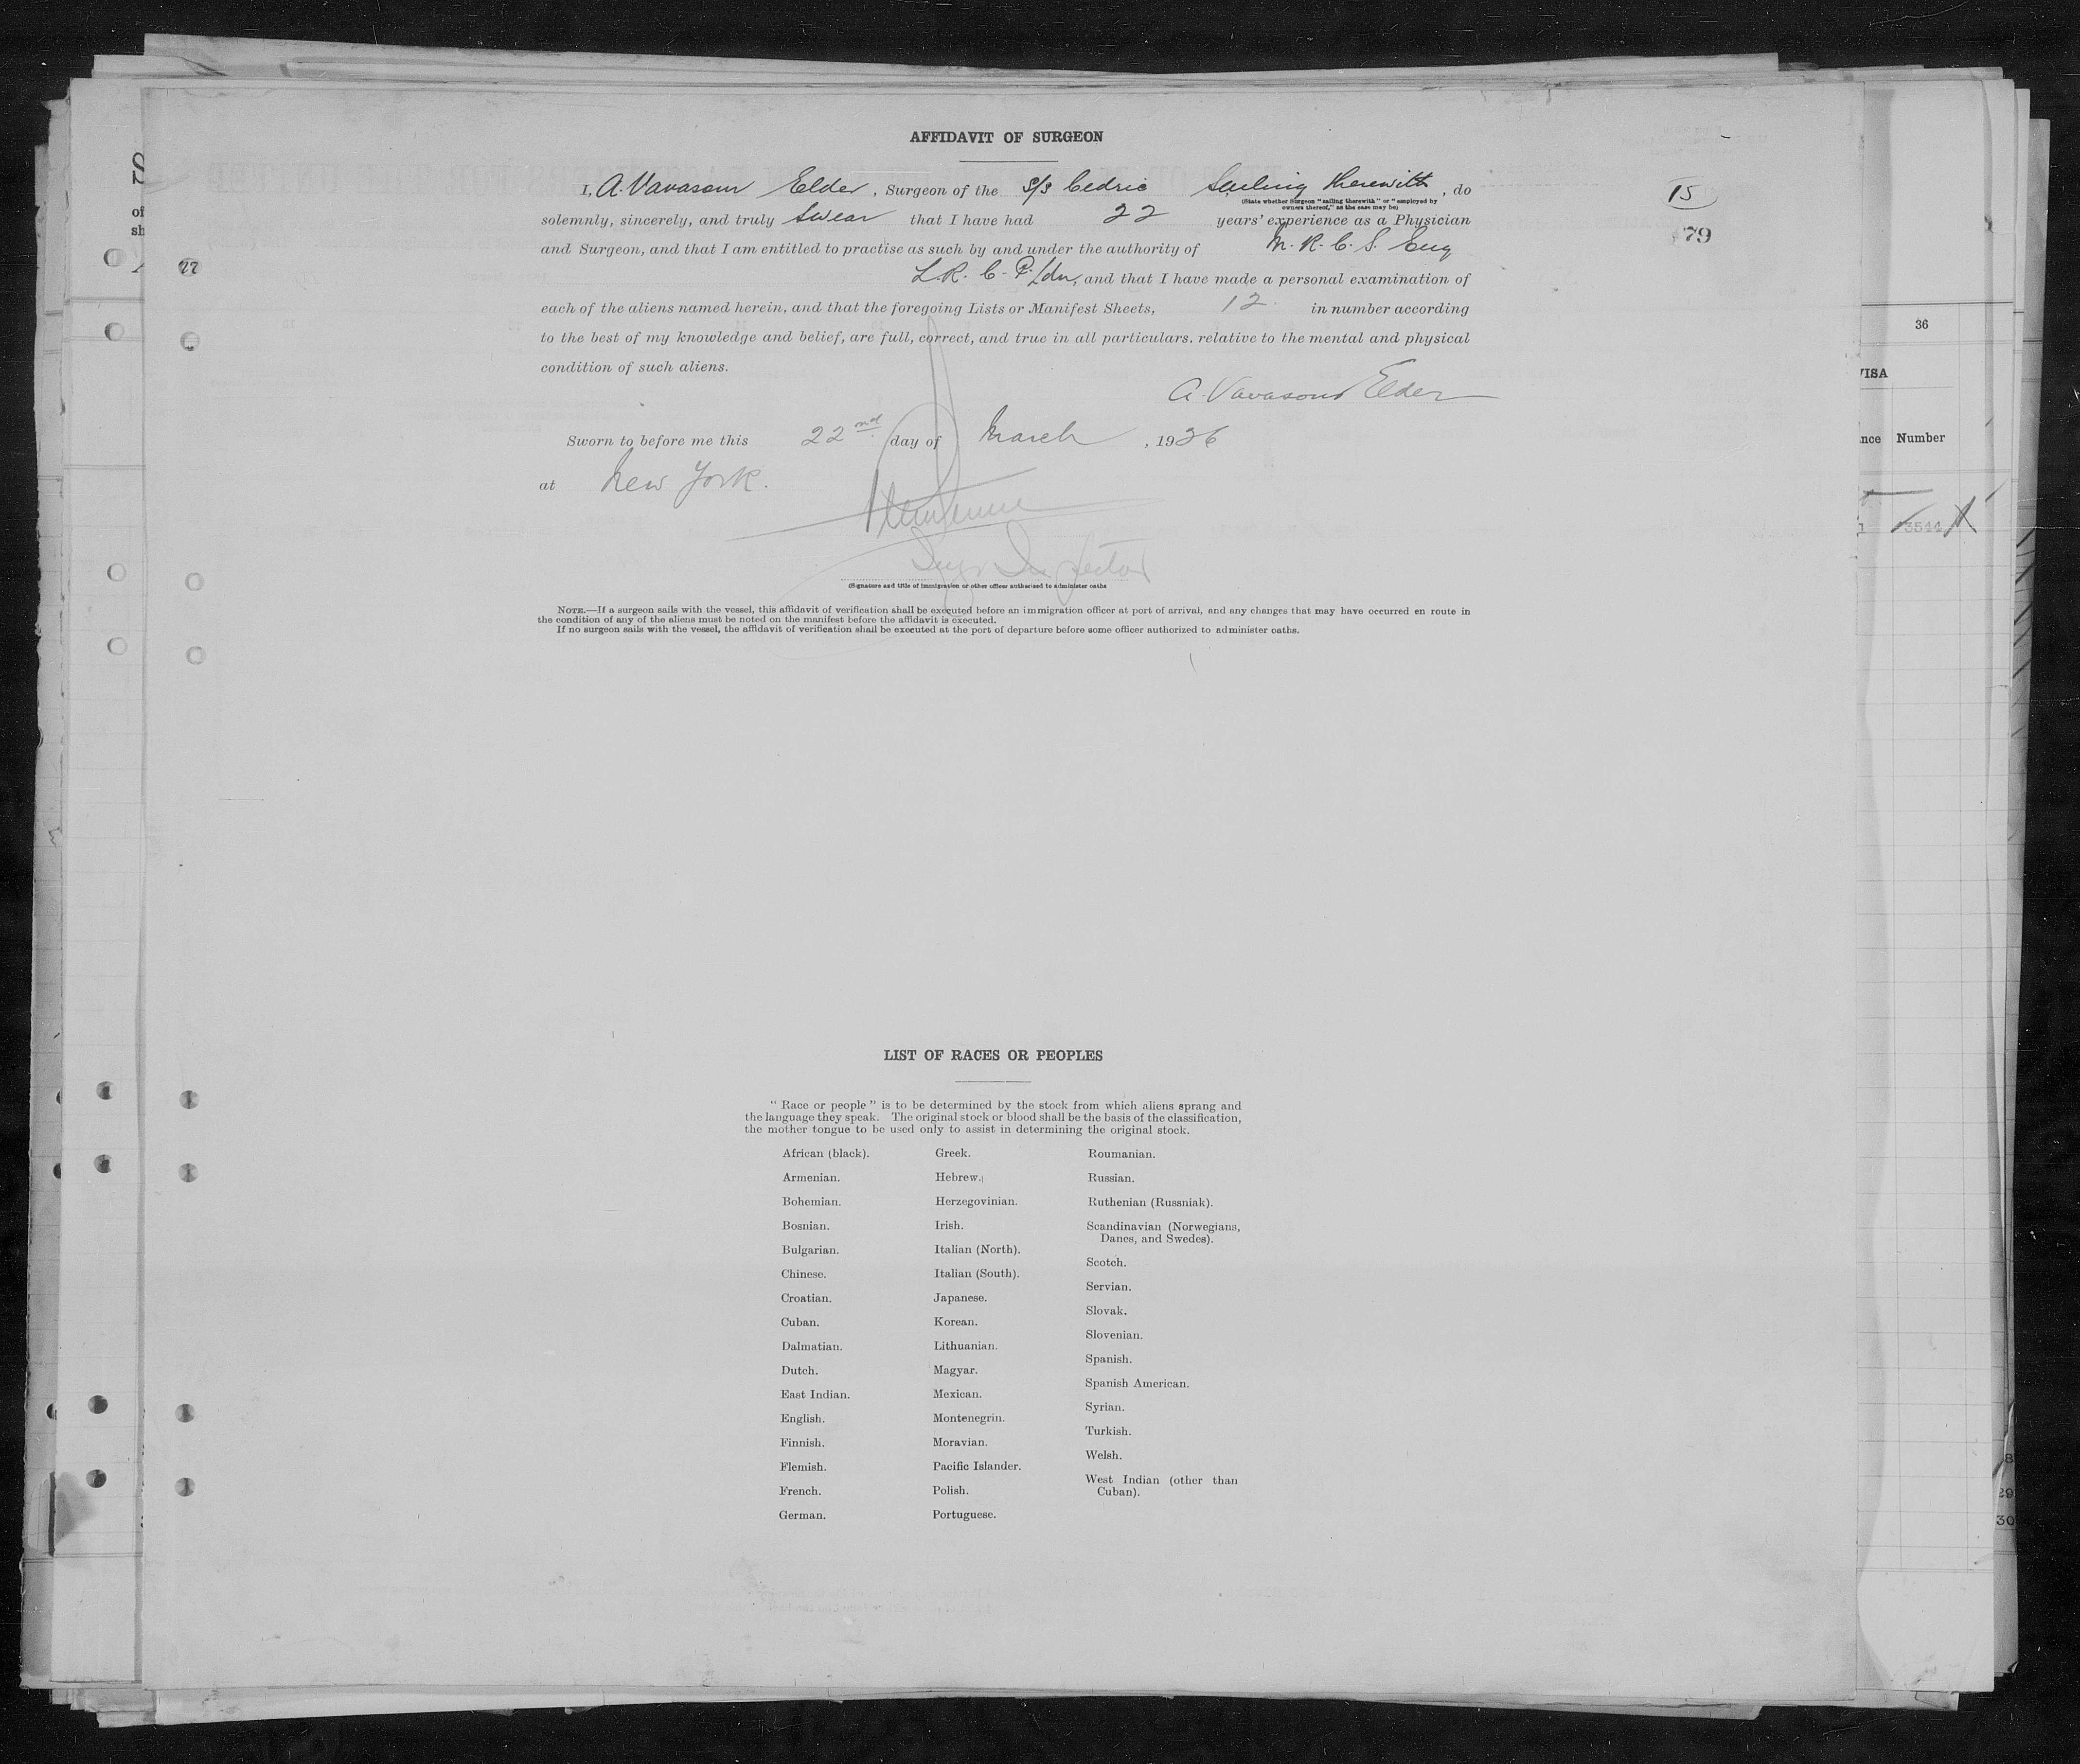 AFFIDAVIT OF SURGEON
I, A. Vavasour Elder, Surgeon of the s/s Cedric Sailing therewith, do
(State whether Surgeon "sailing therewith" or "employed by
owners thereof," as the case may be)
15
solemnly, sincerely, and truly swear that I have had 22 years' experience as a Physician
79
and Surgeon, and that I am entitled to practise as such by and under the authority of M. R. C. S. Eng
77
L. R. C. P. Ldn, and that I have made a personal examination of
each of the aliens named herein, and that the foregoing Lists or Manifest Sheets, 12 in number according
to the best of my knowledge and belief, are full, correct, and true in all particulars, relative to the mental and physical
condition of such aliens.
A. Vavasour Elder
Sworn to before me this 22nd day of March, 1926
at New York.
Inspector
(Signature and title of immigration or other officer authorized to administer oaths
NOTE.—If a surgeon sails with the vessel, this affidavit of verification shall be executed before an immigration officer at port of arrival, and any changes that may have occurred en route in
the condition of any of the aliens must be noted on the manifest before the affidavit is executed.
If no surgeon sails with the vessel, the affidavit of verification shall be executed at the port of departure before some officer authorized to administer oaths.
36
VISA
Number
3544
LIST OF RACES OR PEOPLES
"Race or people" is to be determined by the stock from which aliens sprang and
the language they speak. The original stock or blood shall be the basis of the classification,
the mother tongue to be used only to assist in determining the original stock.
African (black).
Armenian.
Bohemian.
Bosnian.
Bulgarian.
Chinese.
Croatian.
Cuban.
Dalmatian.
Dutch.
East Indian.
English.
Finnish.
Flemish.
French.
German.
Greek.
Hebrew.
Herzegovinian.
Irish.
Italian (North).
Italian (South).
Japanese.
Korean.
Lithuanian.
Magyar.
Mexican.
Montenegrin.
Moravian.
Pacific Islander.
Polish.
Portuguese.
Roumanian.
Russian.
Ruthenian (Russniak).
Scandinavian (Norwegians,
Danes, and Swedes).
Scotch.
Servian.
Slovak.
Slovenian.
Spanish.
Spanish American.
Syrian.
Turkish.
Welsh.
West Indian (other than
Cuban).
29
30